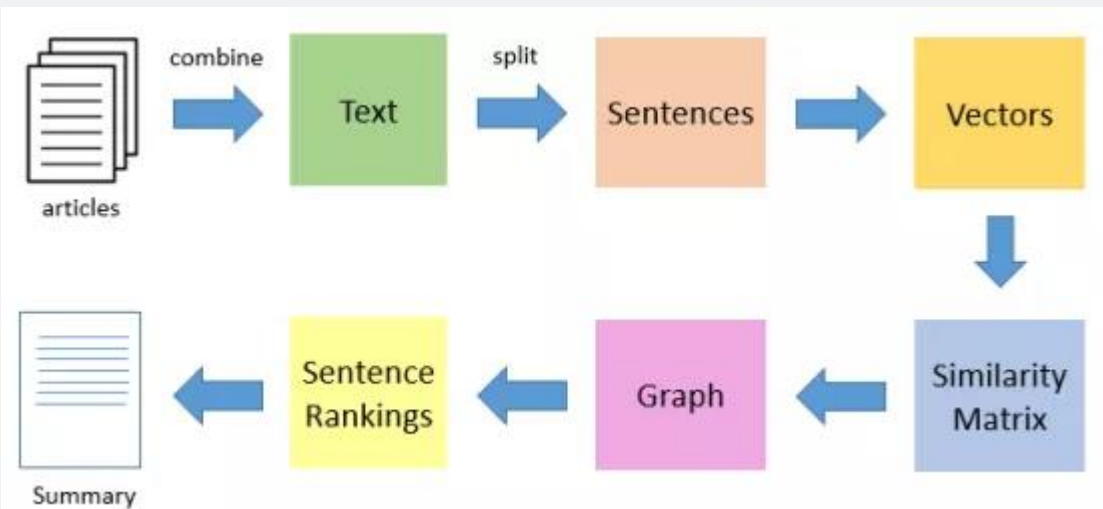 combine
split
Text
Sentences
Vectors
articles
Similarity
Matrix
Graph
Sentence
Rankings
Summary